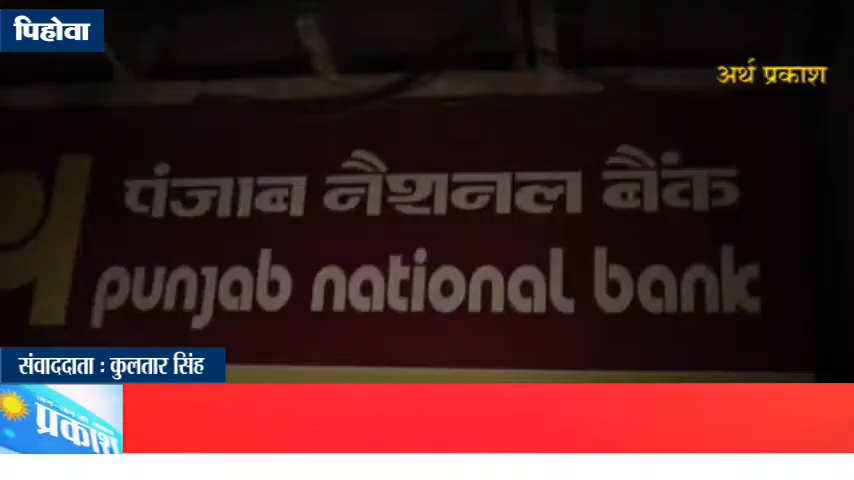 पिहोवा
अर्थ प्रकाश
पंजाब नैशनल बैंक
punjab national bank
संवाददाता : कुलतार सिंह
प्रकाश